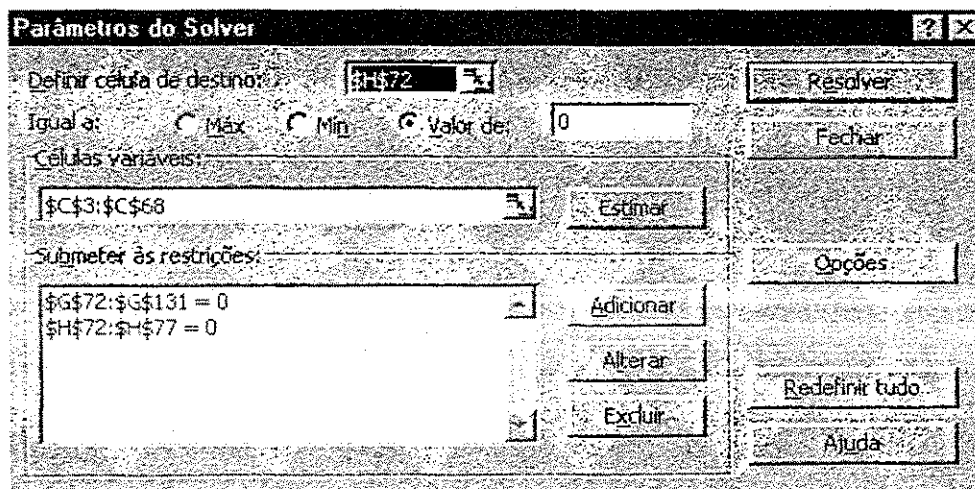 Parâmetros do Solver
Definir célula de destino: $H$72
Resolver
Igual a: Máx Min Valor de: 0
Fechar
Células variáveis:
$C$3:$C$68
Estimar
Submeter às restrições:
Opções
$G$72:$G$131 = 0
$H$72:$H$77 = 0
Adicionar
Alterar
Excluir
Redefinir tudo
Ajuda